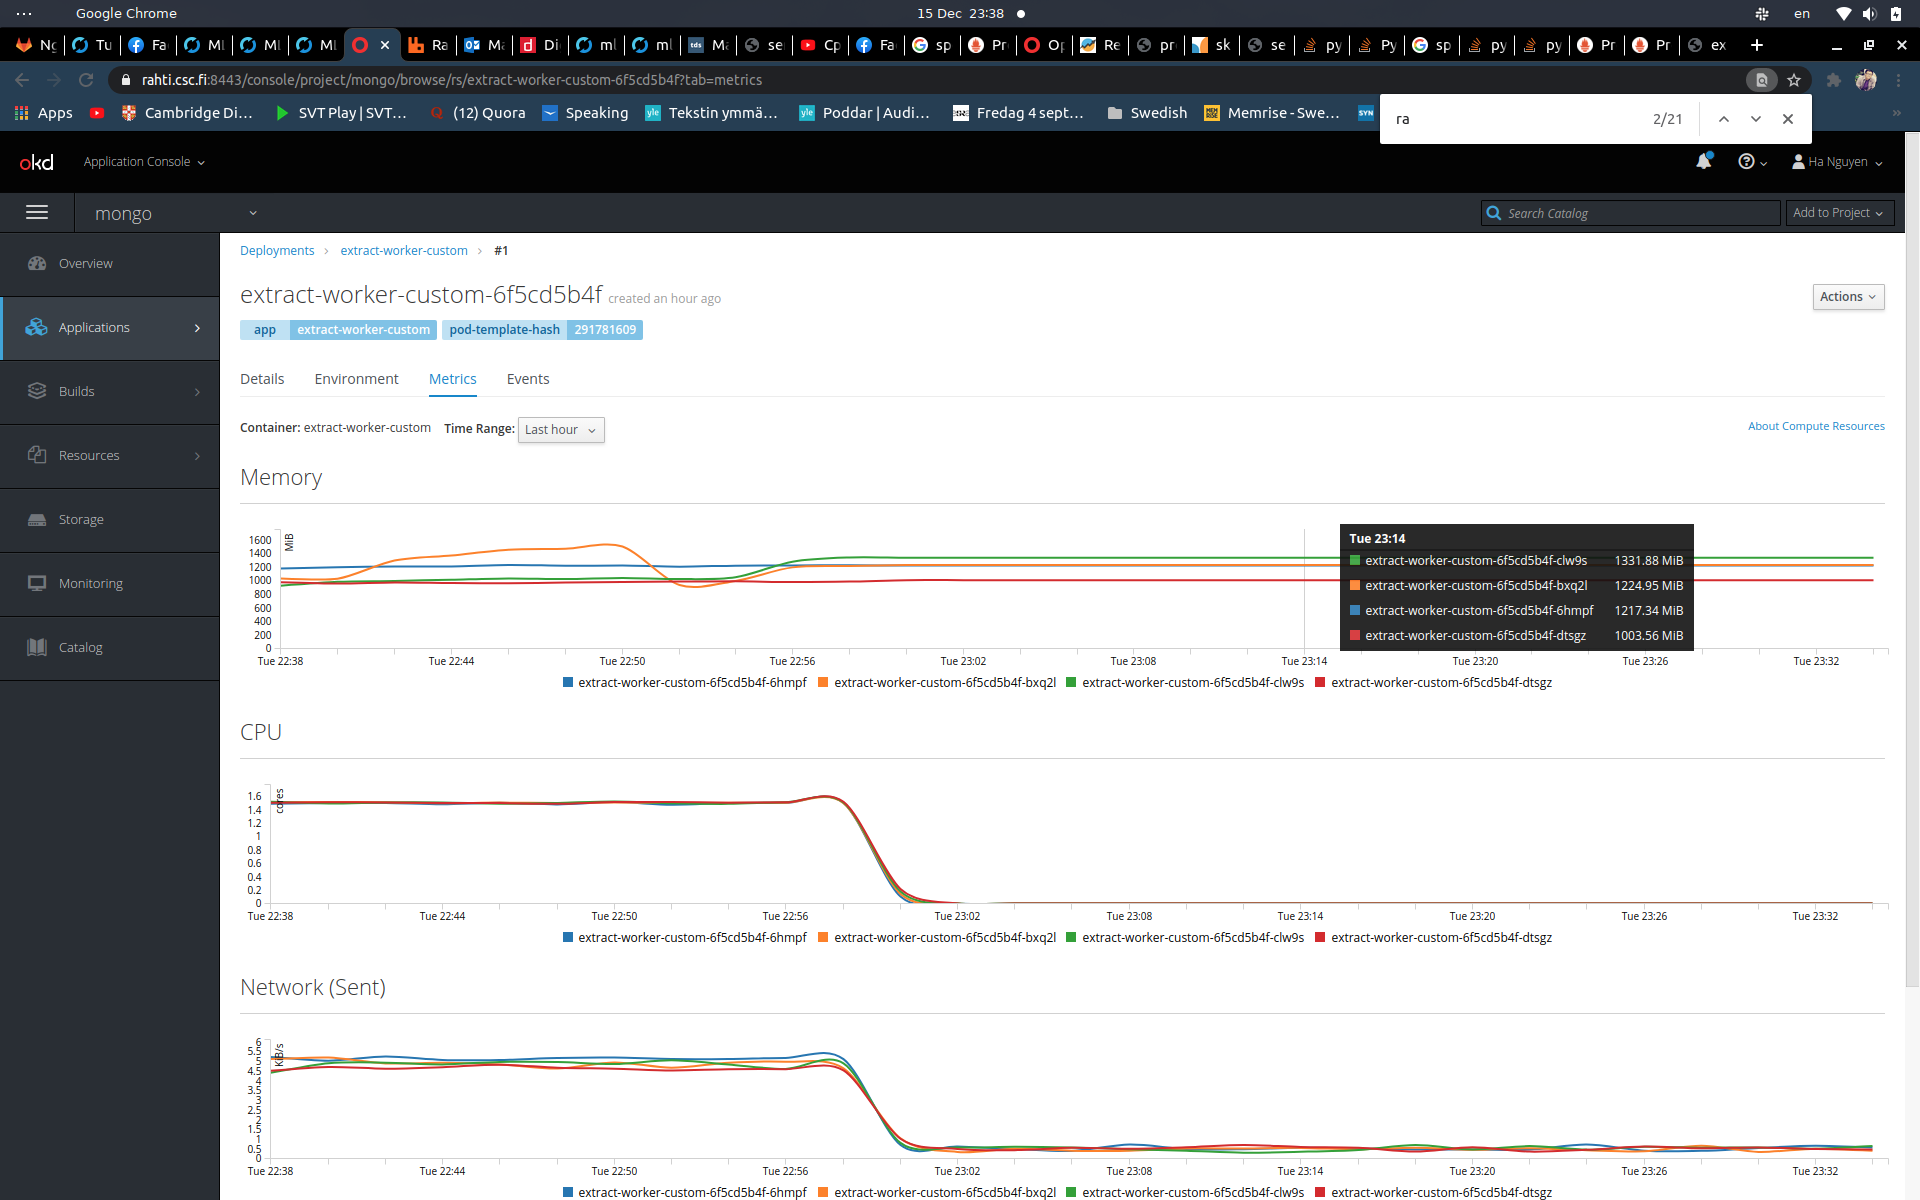 Google Chrome
15 Dec 23:38
en
Ng Tu Fa Ml Ml Ml Ra Ma Di ml ml Ma se Cp Fa sp Pr Op Re pr sk se py Py sp py py Pr Pr ex
rahti.csc.fi:8443/console/project/mongo/browse/rs/extract-worker-custom-6f5cd5b4f?tab=metrics
Apps
Cambridge Di...
SVT Play | SVT...
(12) Quora
Speaking
Tekstin ymmä...
Poddar | Audi...
Fredag 4 sept...
Swedish
Memrise - Swe...
SYN
ra
2/21
okd
Application Console
Ha Nguyen
mongo
Search Catalog
Add to Project
Overview
Applications
Builds
Resources
Storage
Monitoring
Catalog
Deployments
extract-worker-custom
#1
extract-worker-custom-6f5cd5b4f created an hour ago
Actions
app extract-worker-custom pod-template-hash 291781609
Details Environment Metrics Events
Container: extract-worker-custom Time Range: Last hour
About Compute Resources
Memory
MiB
1600
1400
1200
1000
800
600
400
200
0
Tue 22:38 Tue 22:44 Tue 22:50 Tue 22:56 Tue 23:02 Tue 23:08 Tue 23:14 Tue 23:20 Tue 23:26 Tue 23:32
Tue 23:14
extract-worker-custom-6f5cd5b4f-clw9s 1331.88 MiB
extract-worker-custom-6f5cd5b4f-bxq2l 1224.95 MiB
extract-worker-custom-6f5cd5b4f-6hmpf 1217.34 MiB
extract-worker-custom-6f5cd5b4f-dtsgz 1003.56 MiB
extract-worker-custom-6f5cd5b4f-6hmpf extract-worker-custom-6f5cd5b4f-bxq2l extract-worker-custom-6f5cd5b4f-clw9s extract-worker-custom-6f5cd5b4f-dtsgz
CPU
cores
1.6
1.4
1.2
1
0.8
0.6
0.4
0.2
0
Tue 22:38 Tue 22:44 Tue 22:50 Tue 22:56 Tue 23:02 Tue 23:08 Tue 23:14 Tue 23:20 Tue 23:26 Tue 23:32
extract-worker-custom-6f5cd5b4f-6hmpf extract-worker-custom-6f5cd5b4f-bxq2l extract-worker-custom-6f5cd5b4f-clw9s extract-worker-custom-6f5cd5b4f-dtsgz
Network (Sent)
KiB/s
6
5.5
5
4.5
4
3.5
3
2.5
2
1.5
1
0.5
0
Tue 22:38 Tue 22:44 Tue 22:50 Tue 22:56 Tue 23:02 Tue 23:08 Tue 23:14 Tue 23:20 Tue 23:26 Tue 23:32
extract-worker-custom-6f5cd5b4f-6hmpf extract-worker-custom-6f5cd5b4f-bxq2l extract-worker-custom-6f5cd5b4f-clw9s extract-worker-custom-6f5cd5b4f-dtsgz